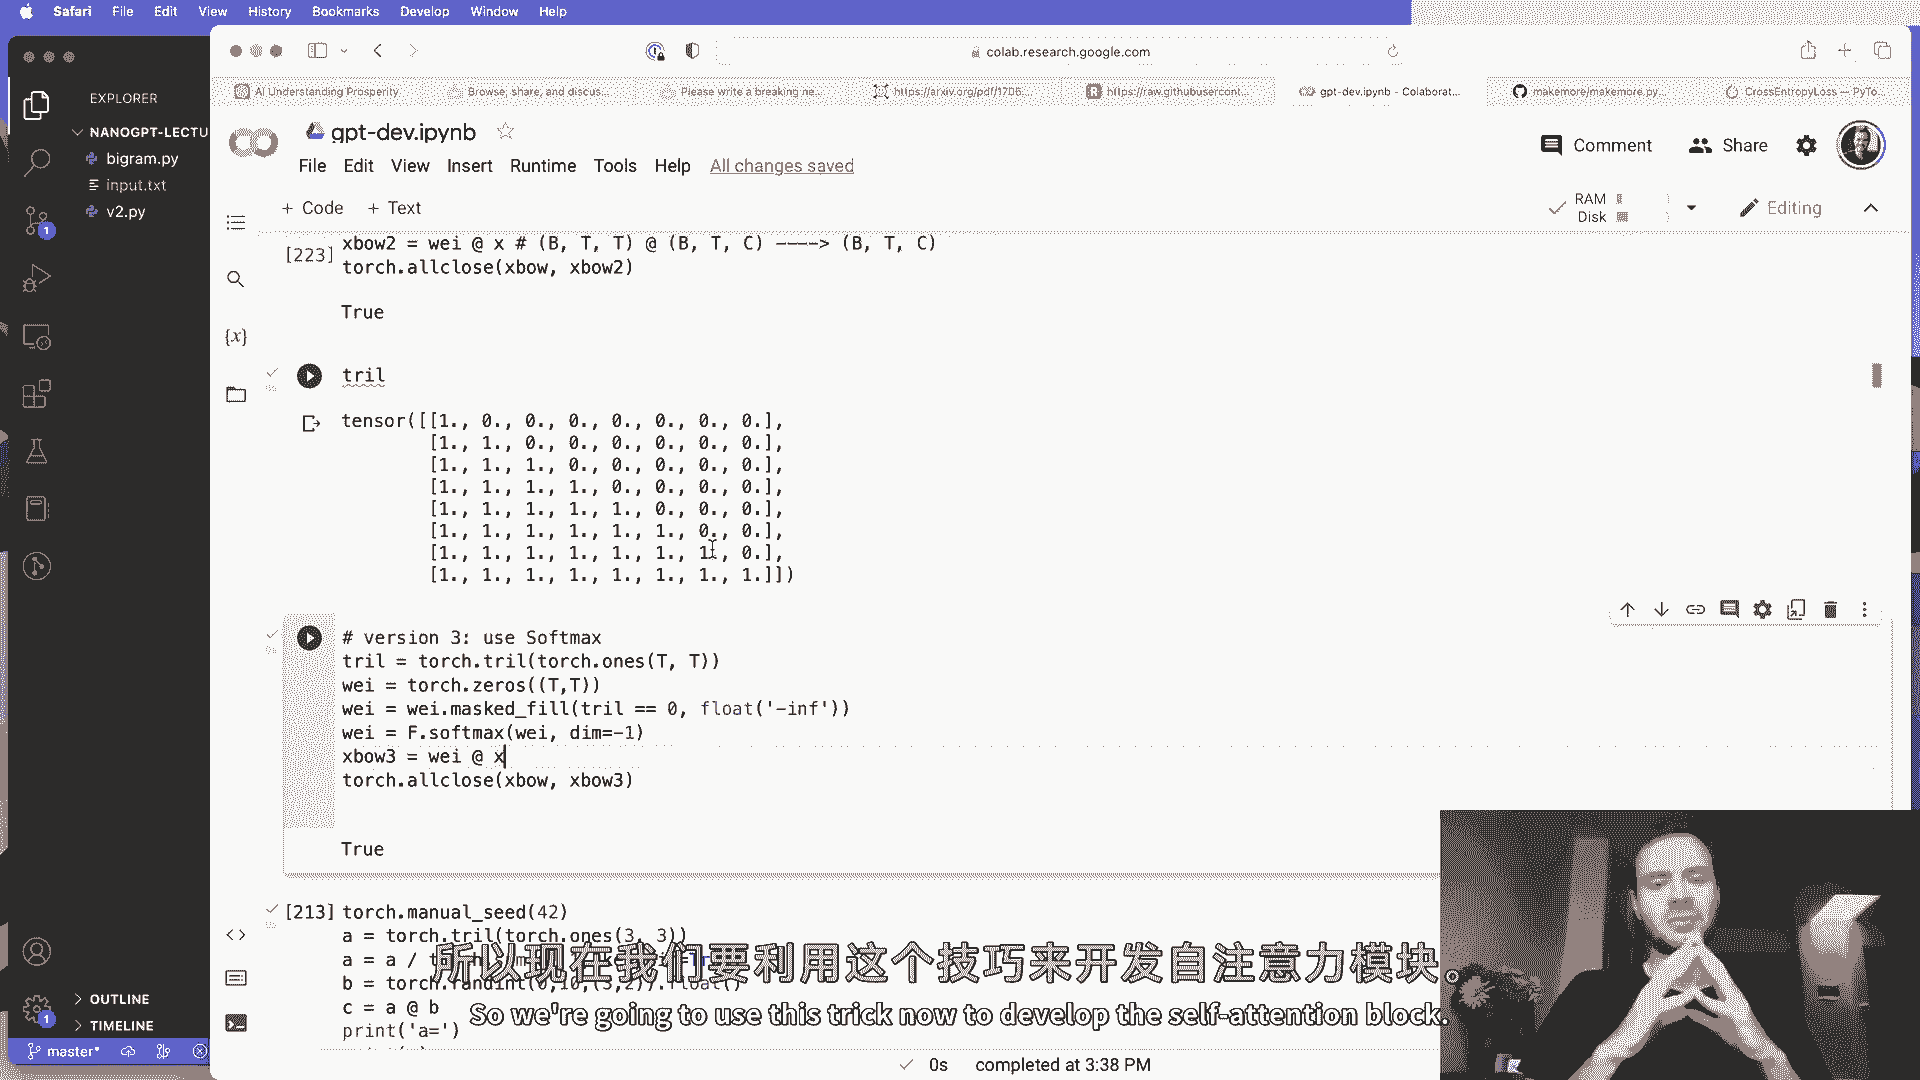 Safari File Edit View History Bookmarks Develop Window Help
colab.research.google.com
AI Understanding Prosperity
Browse, share, and discus...
Please write a breaking ne...
https://arxiv.org/pdf/1706...
https://raw.githubusercont...
gpt-dev.ipynb - Colaborat...
makemore/makemore.py...
CrossEntropyLoss — PyTo...
EXPLORER
NANOGPT-LECTU
bigram.py
input.txt
v2.py
1
gpt-dev.ipynb
File Edit View Insert Runtime Tools Help All changes saved
Comment Share
+ Code + Text
RAM
Disk
Editing
{x}
[223]
xbow2 = wei @ x # (B, T, T) @ (B, T, C) ----> (B, T, C)
torch.allclose(xbow, xbow2)
True
tril
tensor([[1., 0., 0., 0., 0., 0., 0., 0.],
[1., 1., 0., 0., 0., 0., 0., 0.],
[1., 1., 1., 0., 0., 0., 0., 0.],
[1., 1., 1., 1., 0., 0., 0., 0.],
[1., 1., 1., 1., 1., 0., 0., 0.],
[1., 1., 1., 1., 1., 1., 0., 0.],
[1., 1., 1., 1., 1., 1., 1., 0.],
[1., 1., 1., 1., 1., 1., 1., 1.]])
# version 3: use Softmax
tril = torch.tril(torch.ones(T, T))
wei = torch.zeros((T,T))
wei = wei.masked_fill(tril == 0, float('-inf'))
wei = F.softmax(wei, dim=-1)
xbow3 = wei @ x
torch.allclose(xbow, xbow3)
True
[213] torch.manual_seed(42)
a = torch.tril(torch.ones(3, 3))
a = a /
b = torch.randint(0,10,(3,2)).float()
c = a @ b
print('a=')
所以现在我们要利用这个技巧来开发自注意力模块。
So we're going to use this trick now to develop the self-attention block.
OUTLINE
TIMELINE
1
master*
0s completed at 3:38 PM